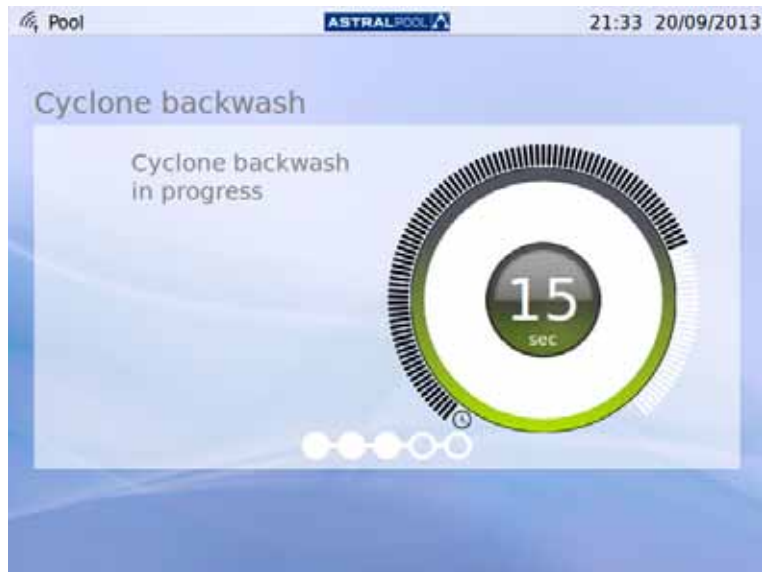 Pool ASTRALPOOL 21:33 20/09/2013
Cyclone backwash
Cyclone backwash
in progress
15
sec